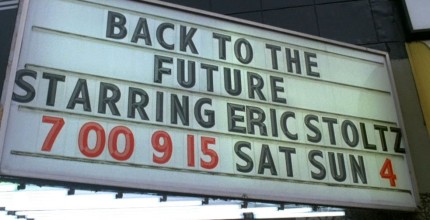 BACK TO THE
FUTURE
STARRING ERIC STOLTZ
7 00 9 15 SAT SUN 4